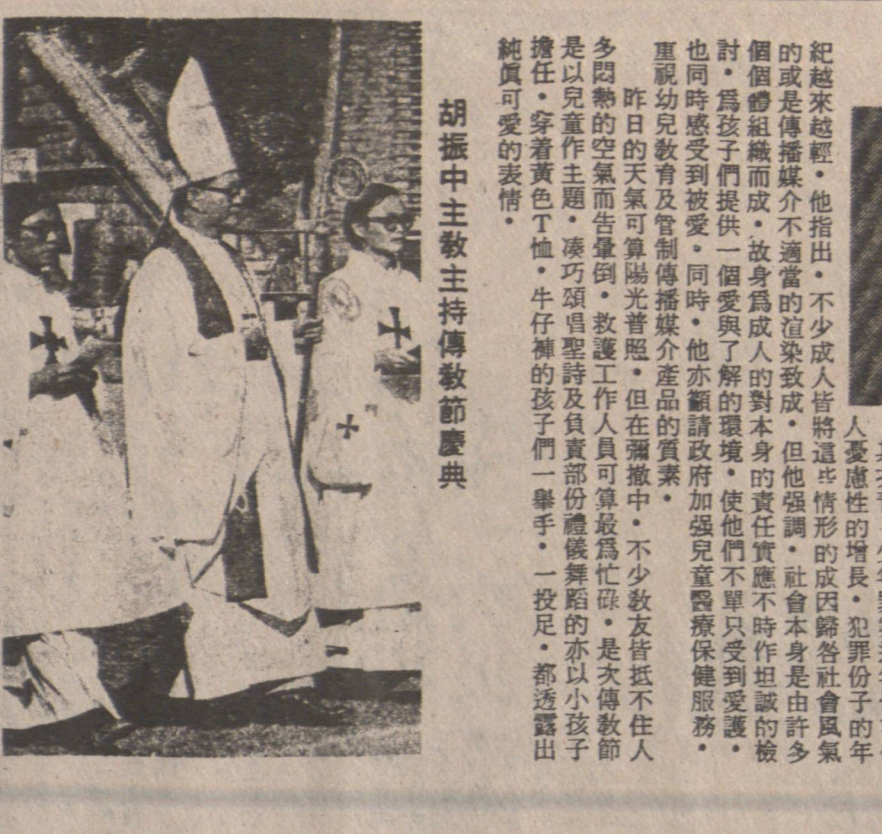 人憂慮性的增長。犯罪份子的年
紀越來越輕。他指出,不少成人皆將這些情形的成因歸咎社會風氣
的或是傳播媒介不適當的渲染致成。但他强調,社會本身是由許多
個個體組織而成,故身爲成人的對本身的責任實應不時作坦誠的檢
討。爲孩子們提供一個愛與了解的環境。使他們不單只受到愛護。
也同時感受到被愛。同時。他亦籲請政府加强兒童醫療保健服務。
重視幼兒教育及管制傳播媒介產品的質素。
昨日的天氣可算陽光普照。但在彌撒中。不少教友皆抵不住人
多悶熱的空氣而告暈倒。救護工作人員可算最爲忙碌。是次傳教節
是以兒童作主題。凑巧頌唱聖詩及負責部份禮儀舞蹈的亦以小孩子
擔任。穿着黃色T恤。牛仔褲的孩子們一舉手。一投足。都透露出
純眞可愛的表情。
胡振中主教主持傳教節慶典